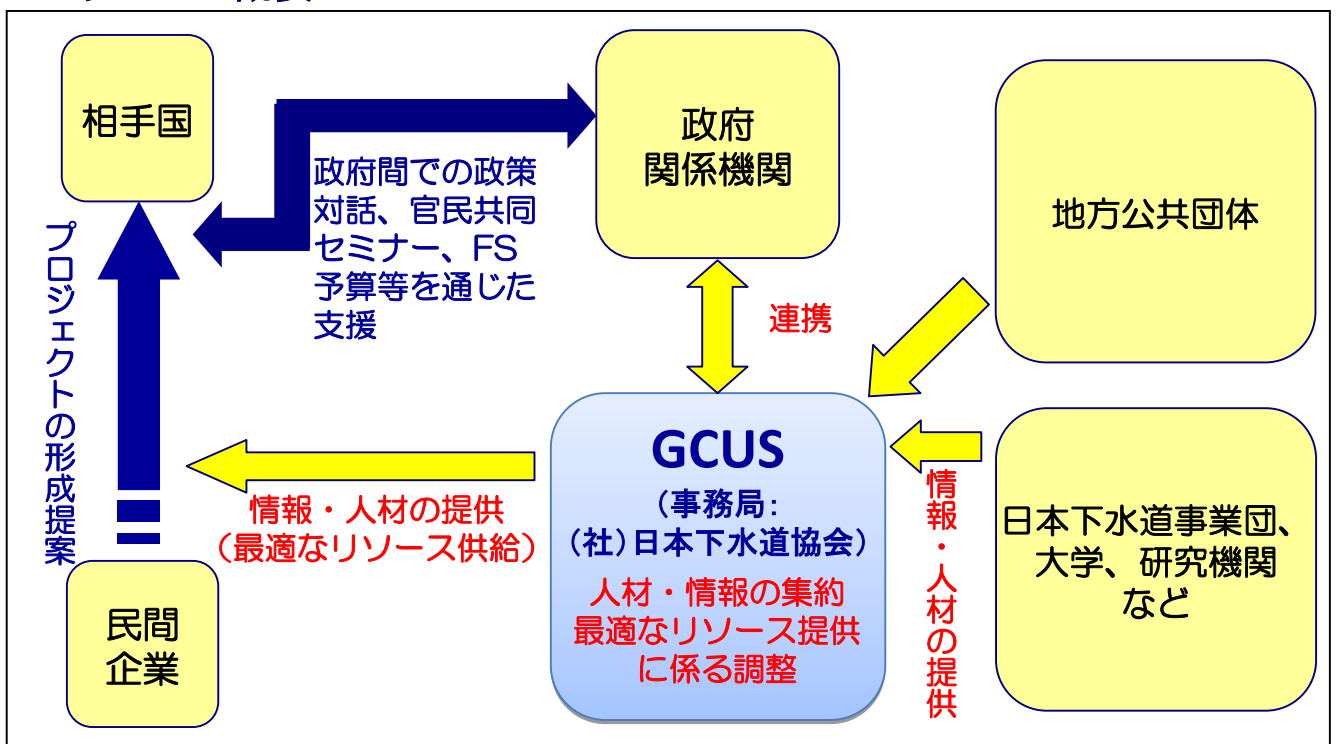 相手国
政府
関係機関
地方公共団体
政府間での政策
対話、官民共同
セミナー、FS
予算等を通じた
支援
プロジェクトの形成提案
連携
GCUS
(事務局:
(社)日本下水道協会)
人材・情報の集約
最適なリソース提供
に係る調整
情報・人材の提供
(最適なリソース供給)
情報・人材の提供
日本下水道事業団、
大学、研究機関
など
民間
企業